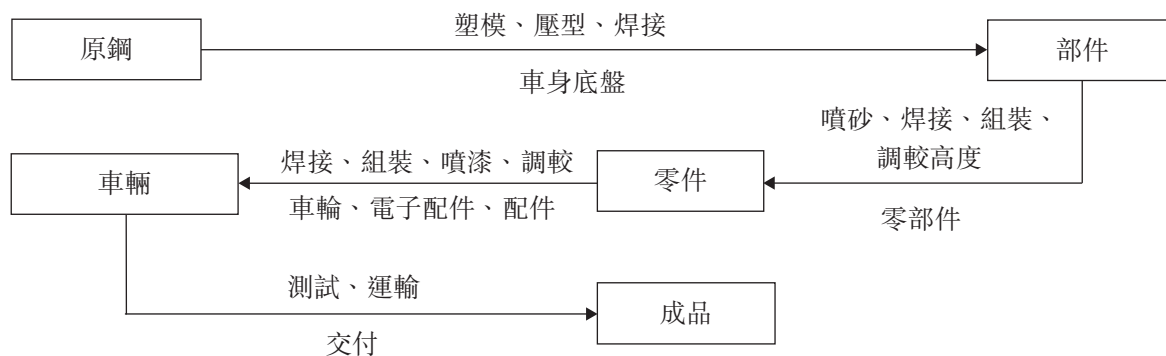 原鋼
塑模、壓型、焊接
車身底盤
部件
噴砂、焊接、組裝、
調較高度
零部件
零件
焊接、組裝、噴漆、調較
車輪、電子配件、配件
車輛
測試、運輸
交付
成品